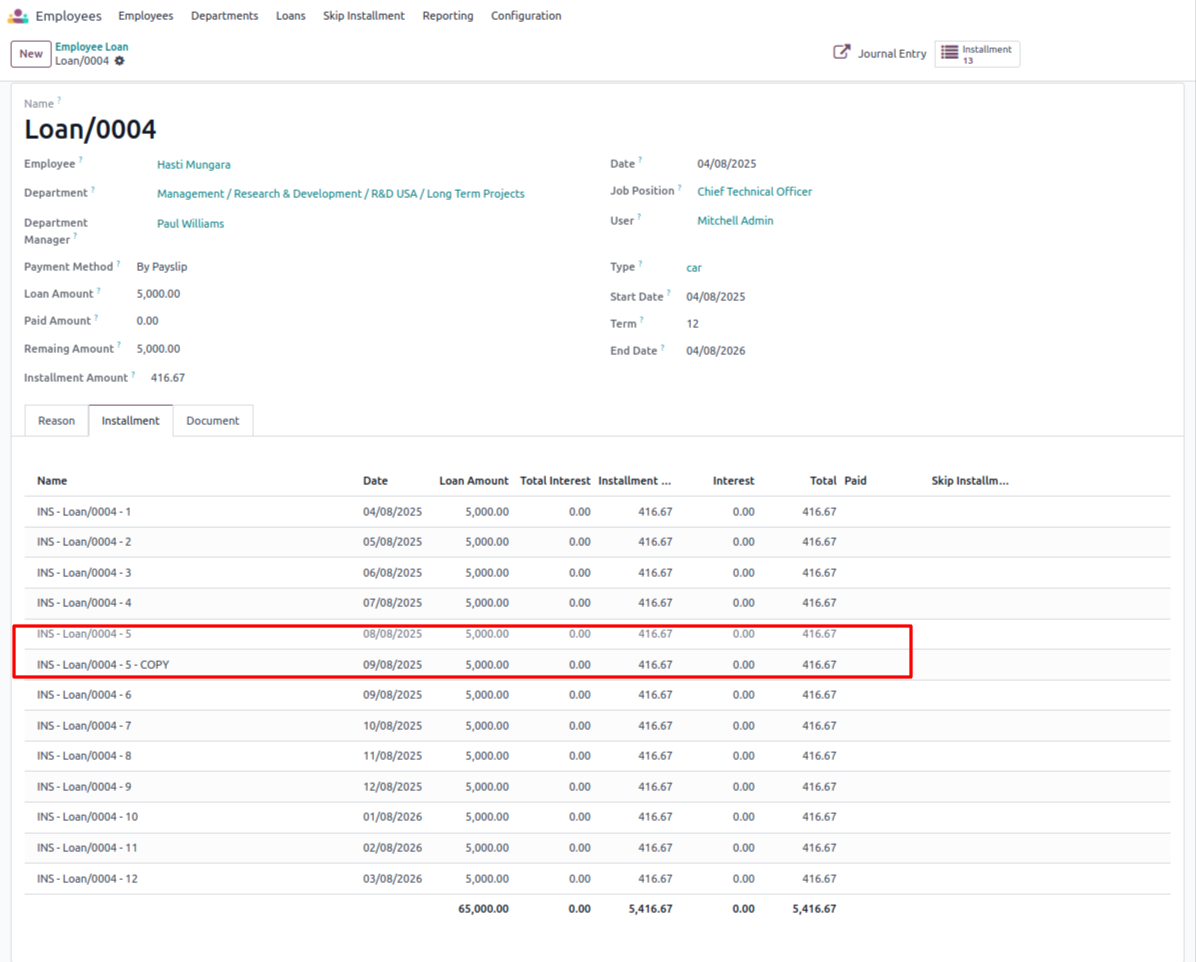 Employees Employees Departments Loans Skip Installment Reporting Configuration
New Employee Loan
Loan/0004
Journal Entry Installment 13
Name ?
Loan/0004
Employee ? Hasti Mungara Date ? 04/08/2025
Department ? Management / Research & Development / R&D USA / Long Term Projects Job Position ? Chief Technical Officer
Department Manager ? Paul Williams User ? Mitchell Admin
Payment Method ? By Payslip Type ? car
Loan Amount ? 5,000.00 Start Date ? 04/08/2025
Paid Amount ? 0.00 Term ? 12
Remaing Amount ? 5,000.00 End Date ? 04/08/2026
Installment Amount ? 416.67
Reason Installment Document
Name Date Loan Amount Total Interest Installment ... Interest Total Paid Skip Installm...
INS - Loan/0004 - 1 04/08/2025 5,000.00 0.00 416.67 0.00 416.67
INS - Loan/0004 - 2 05/08/2025 5,000.00 0.00 416.67 0.00 416.67
INS - Loan/0004 - 3 06/08/2025 5,000.00 0.00 416.67 0.00 416.67
INS - Loan/0004 - 4 07/08/2025 5,000.00 0.00 416.67 0.00 416.67
INS - Loan/0004 - 5 08/08/2025 5,000.00 0.00 416.67 0.00 416.67
INS - Loan/0004 - 5 - COPY 09/08/2025 5,000.00 0.00 416.67 0.00 416.67
INS - Loan/0004 - 6 09/08/2025 5,000.00 0.00 416.67 0.00 416.67
INS - Loan/0004 - 7 10/08/2025 5,000.00 0.00 416.67 0.00 416.67
INS - Loan/0004 - 8 11/08/2025 5,000.00 0.00 416.67 0.00 416.67
INS - Loan/0004 - 9 12/08/2025 5,000.00 0.00 416.67 0.00 416.67
INS - Loan/0004 - 10 01/08/2026 5,000.00 0.00 416.67 0.00 416.67
INS - Loan/0004 - 11 02/08/2026 5,000.00 0.00 416.67 0.00 416.67
INS - Loan/0004 - 12 03/08/2026 5,000.00 0.00 416.67 0.00 416.67
65,000.00 0.00 5,416.67 0.00 5,416.67